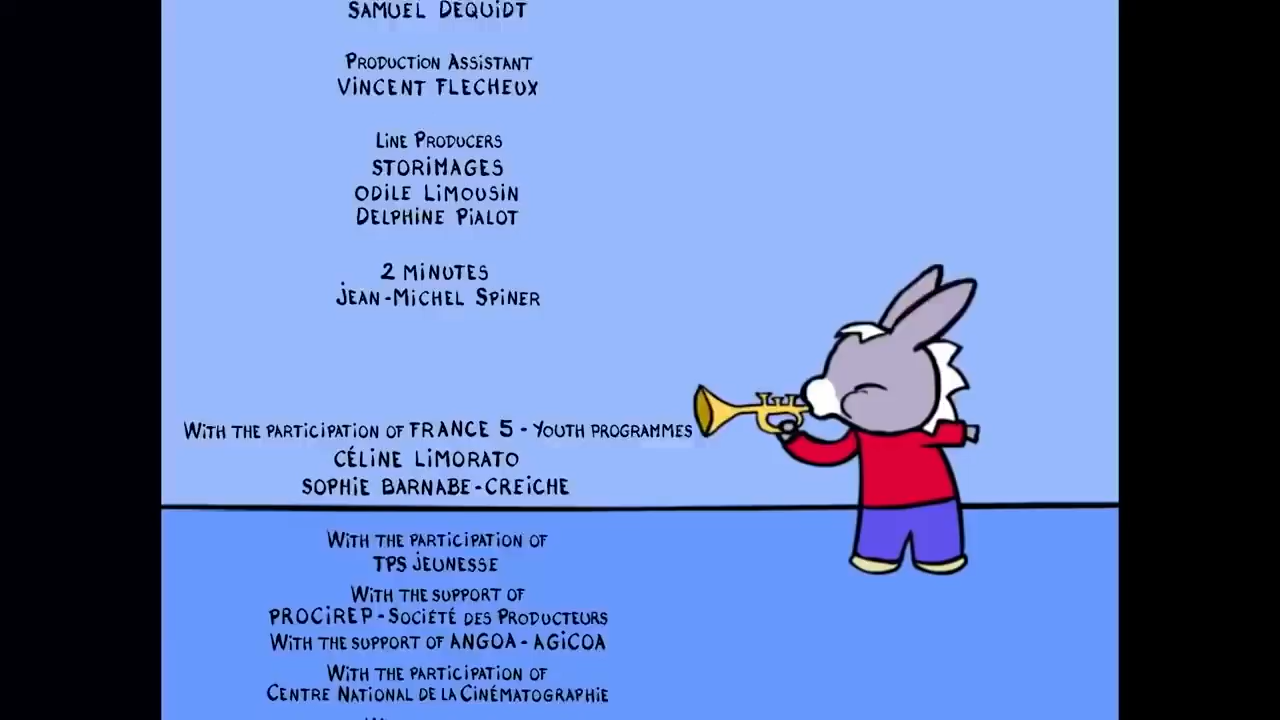 SAMUEL DEQUIDT
PRODUCTION ASSISTANT
VINCENT FLECHEUX
LINE PRODUCERS
STORIMAGES
ODILE LIMOUSIN
DELPHINE PIALOT
2 MINUTES
JEAN-MICHEL SPINER
WITH THE PARTICIPATION OF FRANCE 5 - YOUTH PROGRAMMES
CÉLINE LIMORATO
SOPHIE BARNABE-CREICHE
WITH THE PARTICIPATION OF
TPS JEUNESSE
WITH THE SUPPORT OF
PROCIREP - SOCIÉTÉ DES PRODUCTEURS
WITH THE SUPPORT OF ANGOA - AGICOA
WITH THE PARTICIPATION OF
CENTRE NATIONAL DE LA CINÉMATOGRAPHIE